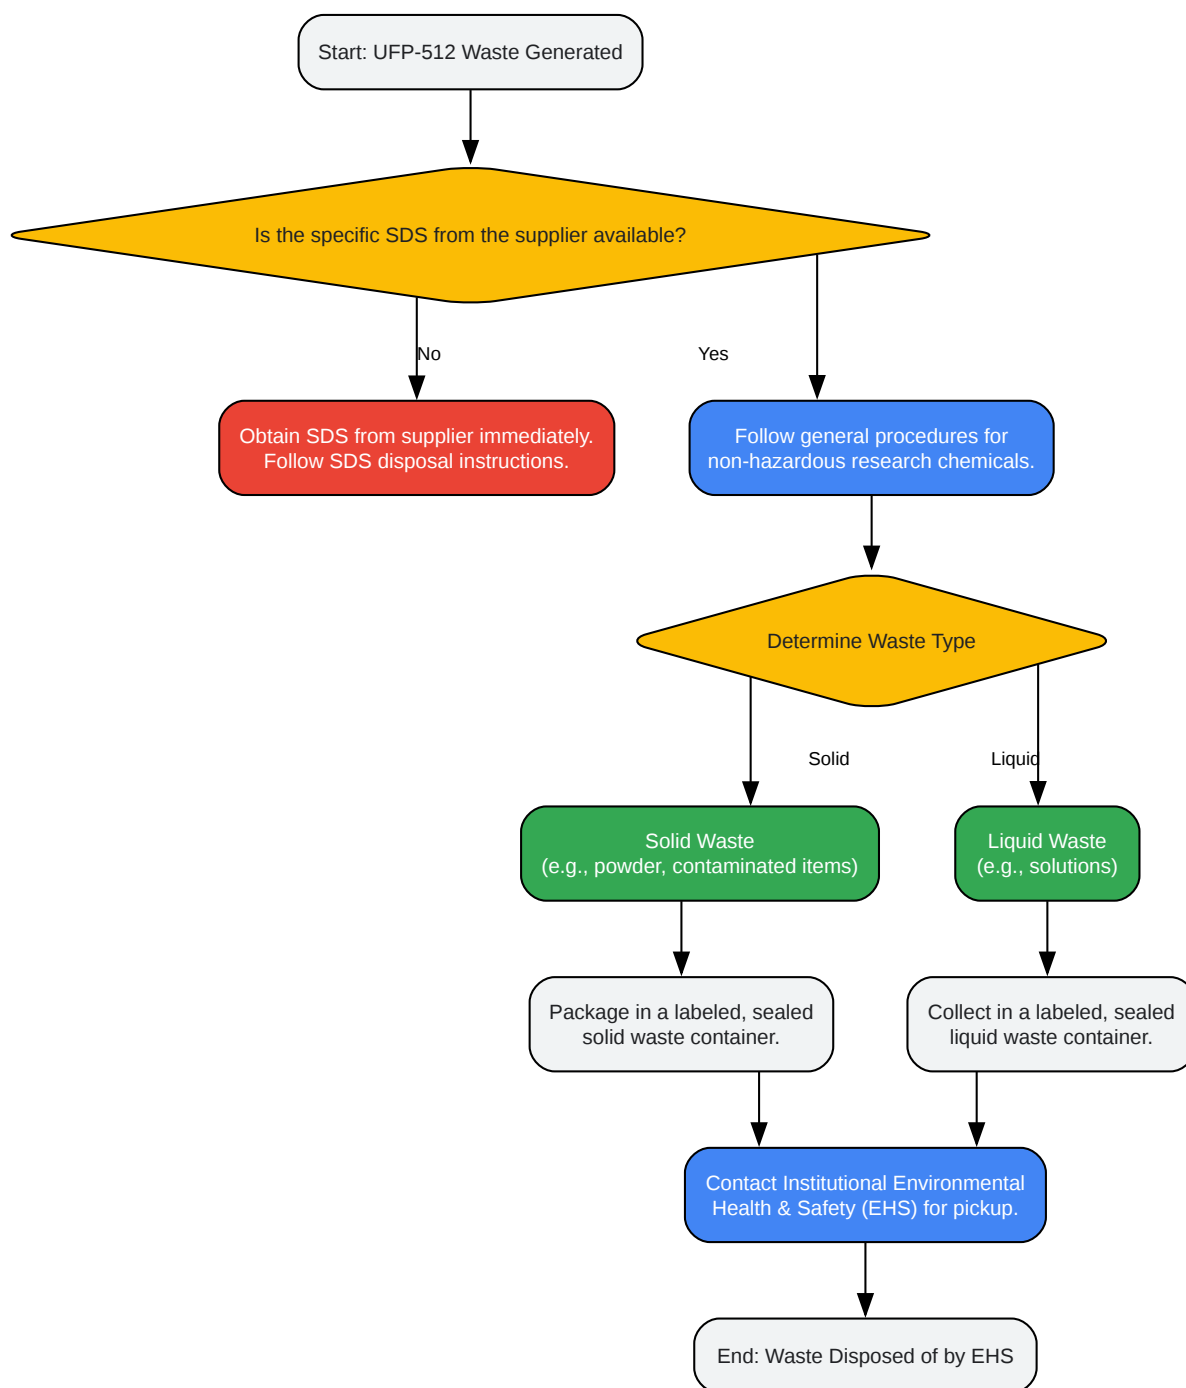 Start: UFP-512 Waste Generated
Is the specific SDS from the supplier available?
No
Yes
Obtain SDS from supplier immediately.
Follow SDS disposal instructions.
Follow general procedures for
non-hazardous research chemicals.
Determine Waste Type
Solid
Liquid
Solid Waste
(e.g., powder, contaminated items)
Liquid Waste
(e.g., solutions)
Package in a labeled, sealed
solid waste container.
Collect in a labeled, sealed
liquid waste container.
Contact Institutional Environmental
Health & Safety (EHS) for pickup.
End: Waste Disposed of by EHS